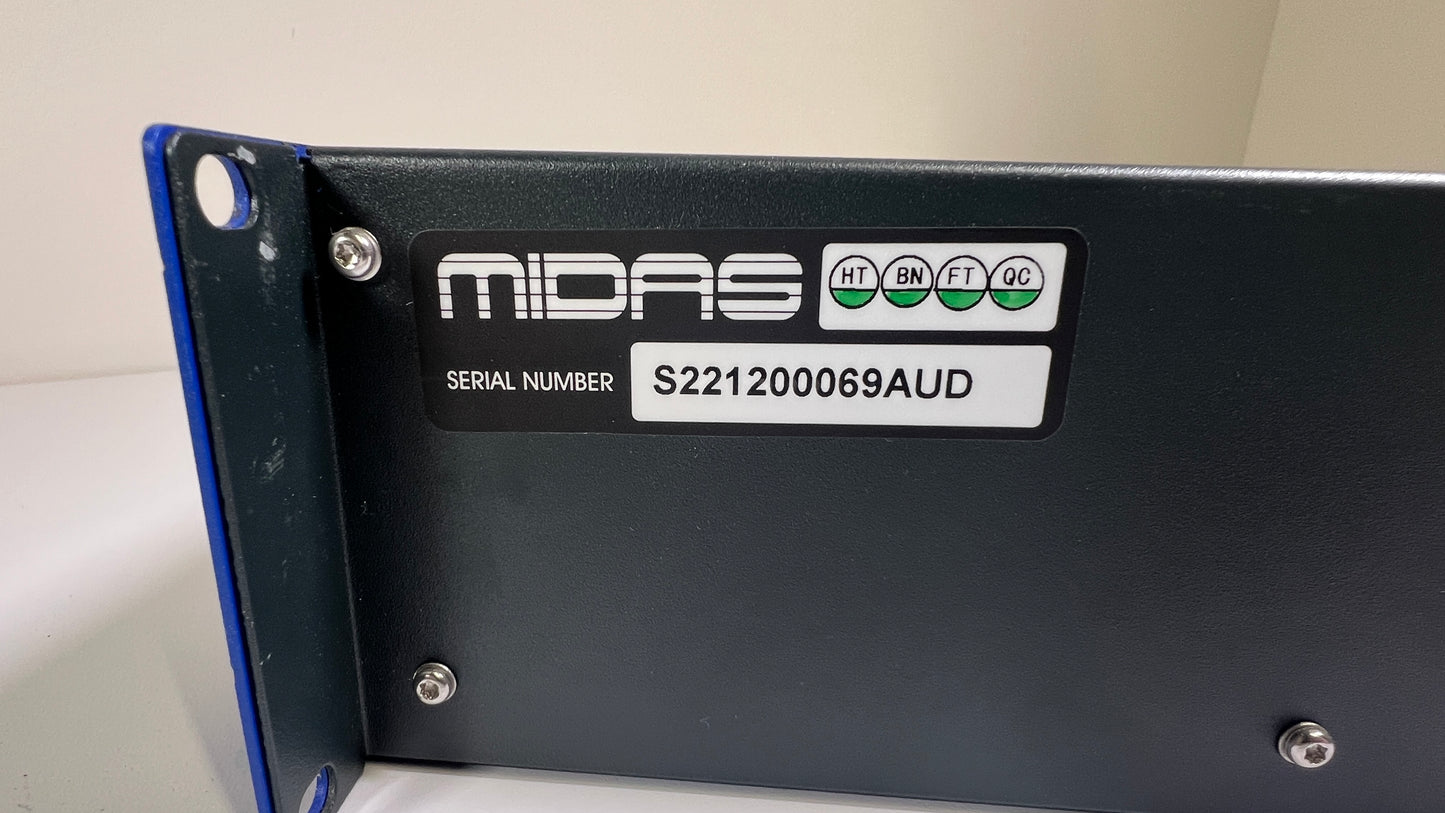 MIDAS HT BN FT QC
SERIAL NUMBER S221200069AUD